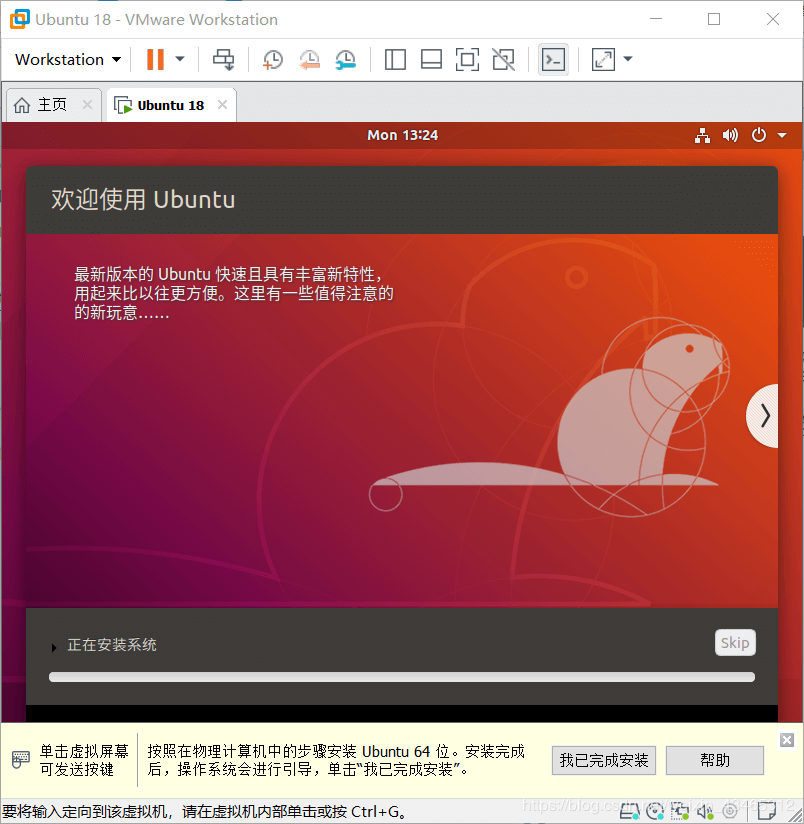 Ubuntu 18 - VMware Workstation
Workstation
主页
Ubuntu 18
Mon 13:24
欢迎使用 Ubuntu
最新版本的 Ubuntu 快速且具有丰富新特性，
用起来比以往更方便。这里有一些值得注意的
的新玩意……
正在安装系统
Skip
单击虚拟屏幕
可发送按键
按照在物理计算机中的步骤安装 Ubuntu 64 位。安装完成
后，操作系统会进行引导，单击“我已完成安装”。
我已完成安装
帮助
要将输入定向到该虚拟机，请在虚拟机内部单击或按 Ctrl+G。